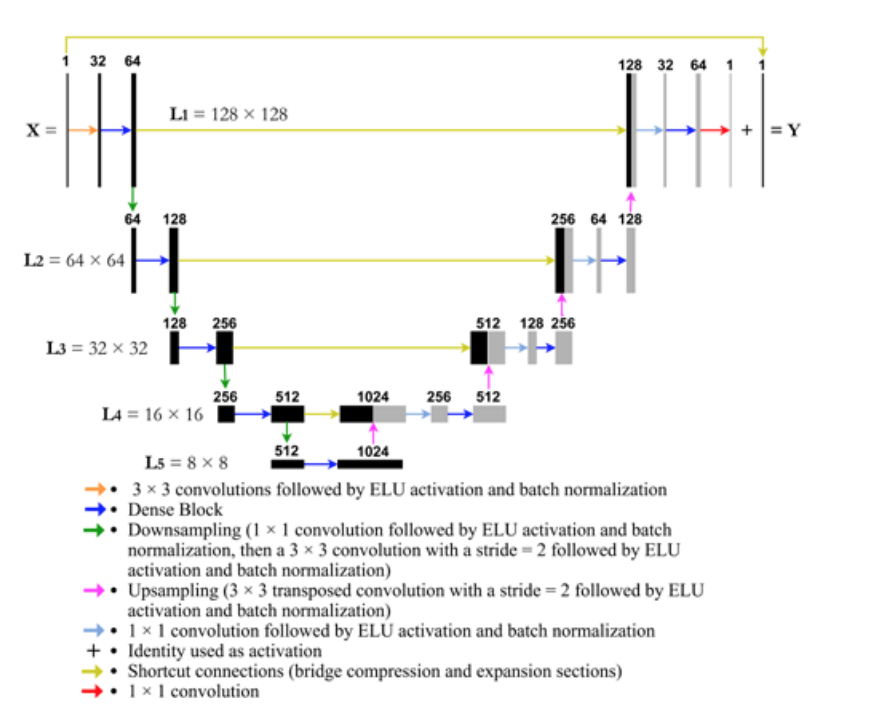 1 32 64 128 32 64 1 1
L1 = 128 × 128
X = + = Y
64 128 256 64 128
L2 = 64 × 64
128 256 512 128 256
L3 = 32 × 32
256 512 1024 256 512
L4 = 16 × 16
512 1024
L5 = 8 × 8
• 3 × 3 convolutions followed by ELU activation and batch normalization
• Dense Block
• Downsampling (1 × 1 convolution followed by ELU activation and batch
normalization, then a 3 × 3 convolution with a stride = 2 followed by ELU
activation and batch normalization)
• Upsampling (3 × 3 transposed convolution with a stride = 2 followed by ELU
activation and batch normalization)
• 1 × 1 convolution followed by ELU activation and batch normalization
+ • Identity used as activation
• Shortcut connections (bridge compression and expansion sections)
• 1 × 1 convolution